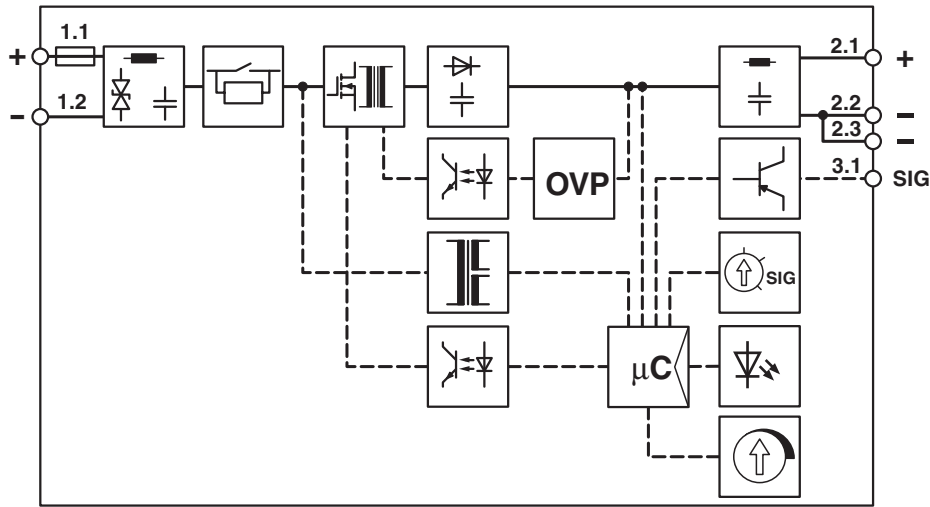 1.1
2.1
+
+
1.2
2.2
-
–
2.3
–
OVP
3.1
SIG
SIG
µC